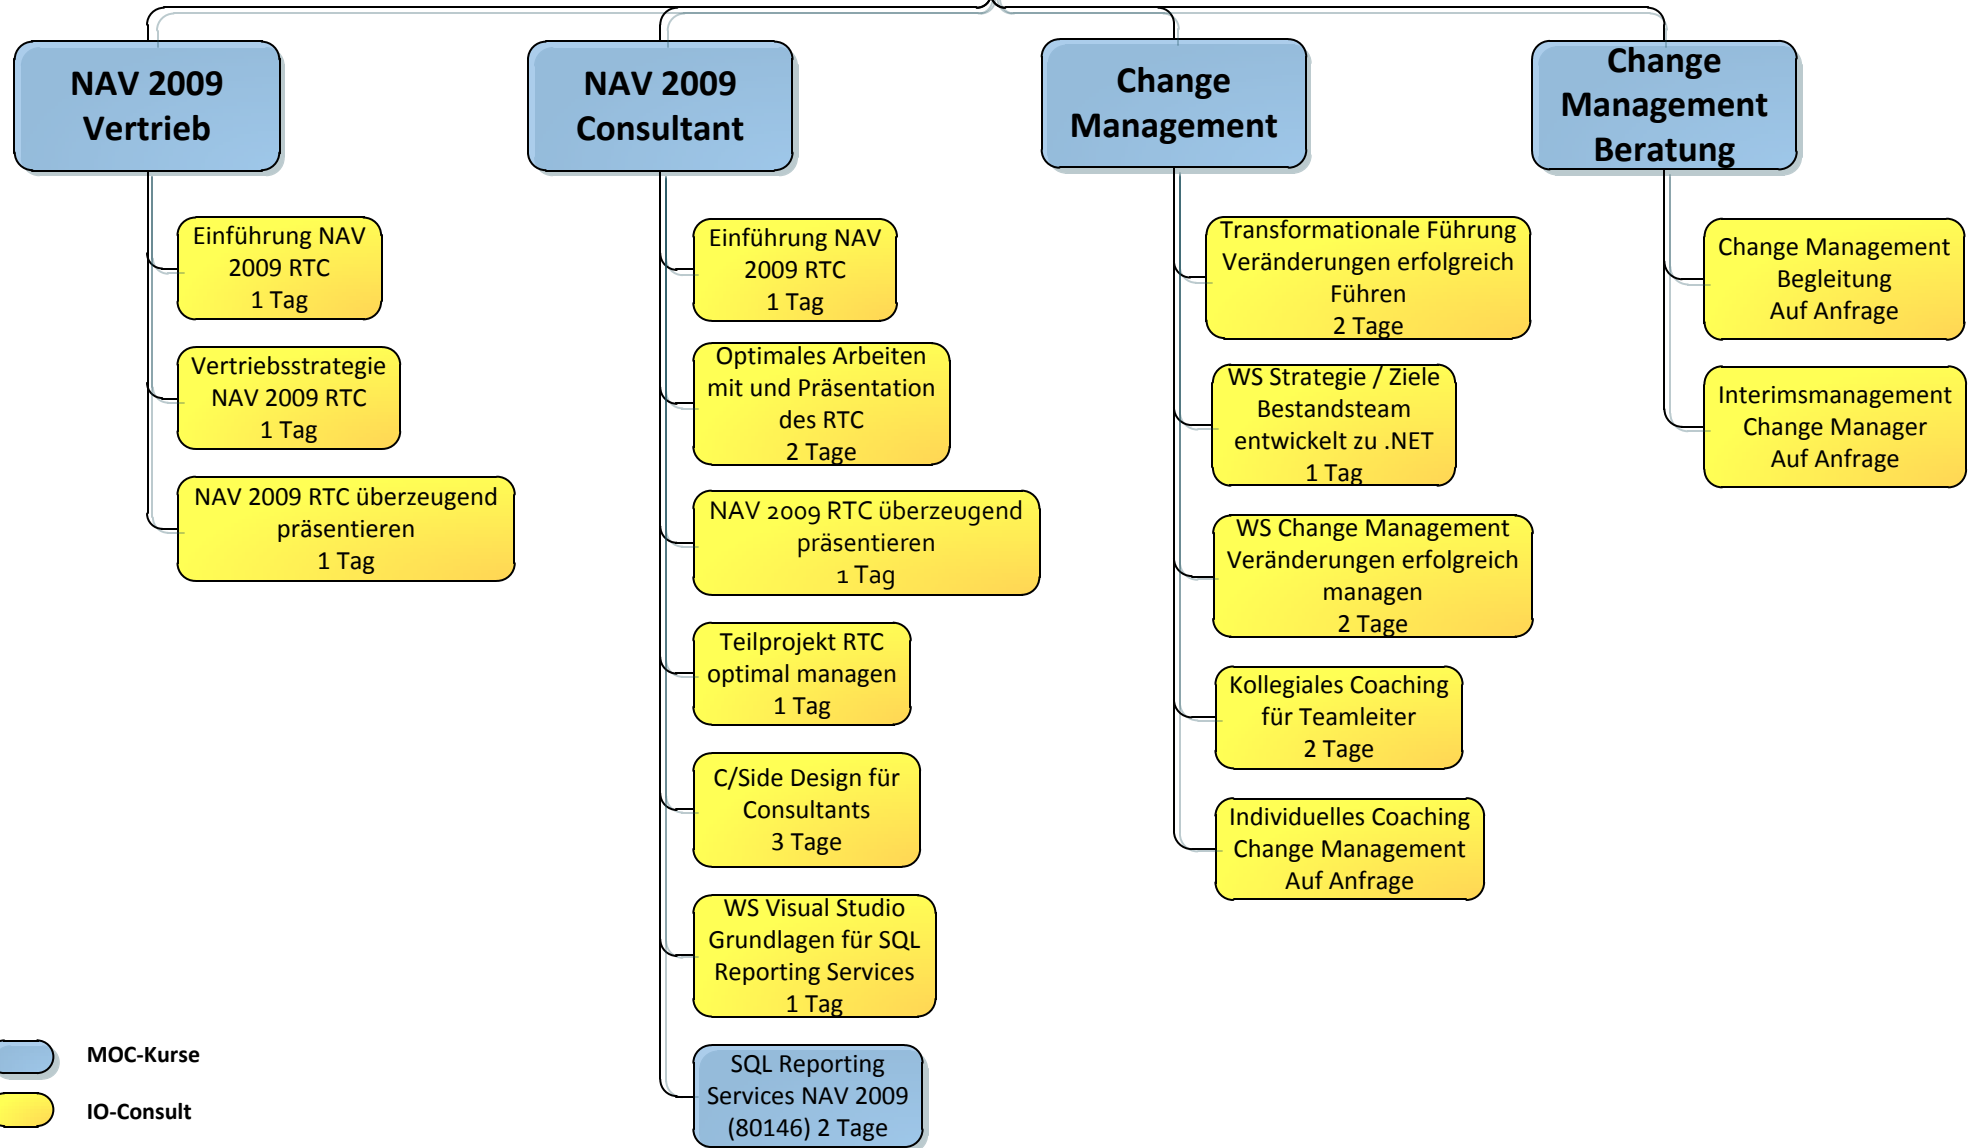 NAV 2009
Vertrieb
Einführung NAV
2009 RTC
1 Tag
Vertriebsstrategie
NAV 2009 RTC
1 Tag
NAV 2009 RTC überzeugend
präsentieren
1 Tag
NAV 2009
Consultant
Einführung NAV
2009 RTC
1 Tag
Optimales Arbeiten
mit und Präsentation
des RTC
2 Tage
NAV 2009 RTC überzeugend
präsentieren
1 Tag
Teilprojekt RTC
optimal managen
1 Tag
C/Side Design für
Consultants
3 Tage
WS Visual Studio
Grundlagen für SQL
Reporting Services
1 Tag
SQL Reporting
Services NAV 2009
(80146) 2 Tage
Change
Management
Transformationale Führung
Veränderungen erfolgreich
Führen
2 Tage
WS Strategie / Ziele
Bestandsteam
entwickelt zu .NET
1 Tag
WS Change Management
Veränderungen erfolgreich
managen
2 Tage
Kollegiales Coaching
für Teamleiter
2 Tage
Individuelles Coaching
Change Management
Auf Anfrage
Change
Management
Beratung
Change Management
Begleitung
Auf Anfrage
Interimsmanagement
Change Manager
Auf Anfrage
MOC-Kurse
IO-Consult